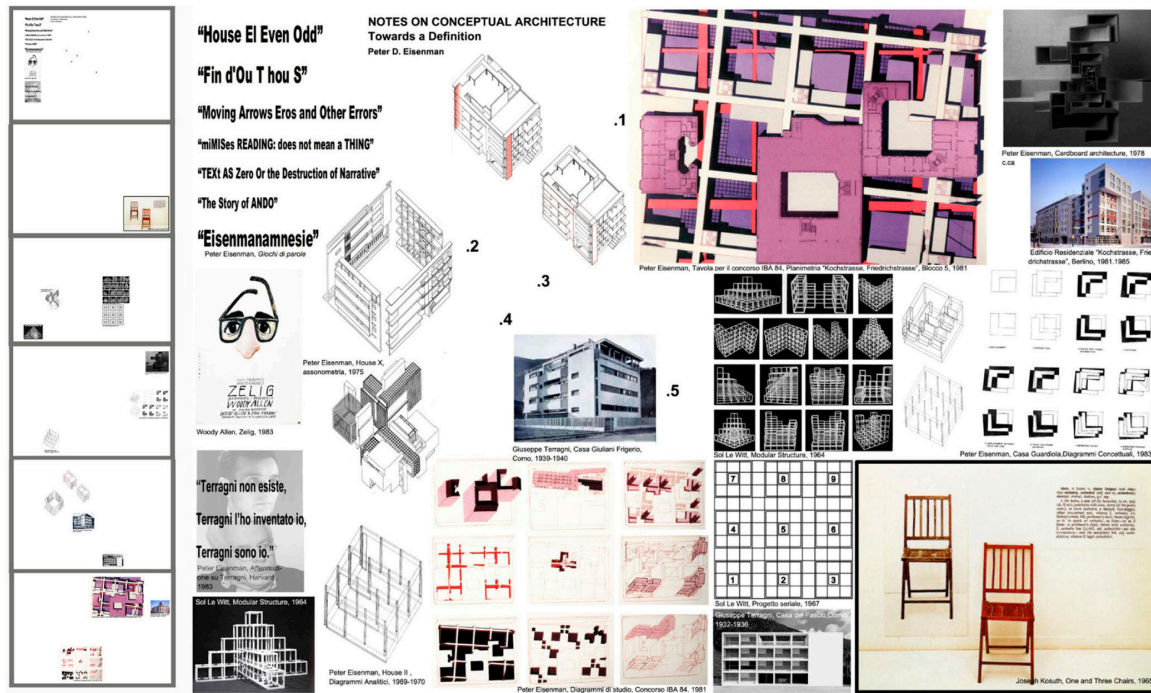 NOTES ON CONCEPTUAL ARCHITECTURE
Towards a Definition
Peter D. Eisenman
“House El Even Odd”
“Fin d'Ou T hou S”
“Moving Arrows Eros and Other Errors”
“miMISes READING: does not mean a THING”
“TEXt AS Zero Or the Destruction of Narrative”
“The Story of ANDO”
“Eisenmanamnesie”
Peter Eisenman, Giochi di parole
.1
.2
.3
.4
.5
Peter Eisenman, Tavola per il concorso IBA 84, Planimetria “Kochstrasse, Friedrichstrasse”, Blocco 5, 1981
Peter Eisenman, Cardboard architecture, 1978
c.ca
Edificio Residenziale “Kochstrasse, Frie
drichstrasse”, Berlino, 1981.1985
ZELIG
WOODY ALLEN
Woody Allen, Zelig, 1983
Peter Eisenman, House X,
assonometria, 1975
Giuseppe Terragni, Casa Giuliani Frigerio,
Como, 1939-1940
Sol Le Witt, Modular Structure, 1964
Peter Eisenman, Casa Guardiola,Diagrammi Concettuali, 1983
“Terragni non esiste,
Terragni l'ho inventato io,
Terragni sono io.”
Peter Eisenman,
one su Terragni, Harvard ,
1983
Sol Le Witt, Modular Structure, 1964
Peter Eisenman, House II ,
Diagrammi Analitici, 1969-1970
Peter Eisenman, Diagrammi di studio, Concorso IBA 84, 1981
7 8 9
4 5 6
1 2 3
Sol Le Witt, Progetto seriale, 1967
Giuseppe Terragni, Casa del Fascio,Como,
1932-1936
Joseph Kosuth, One and Three Chairs, 1965